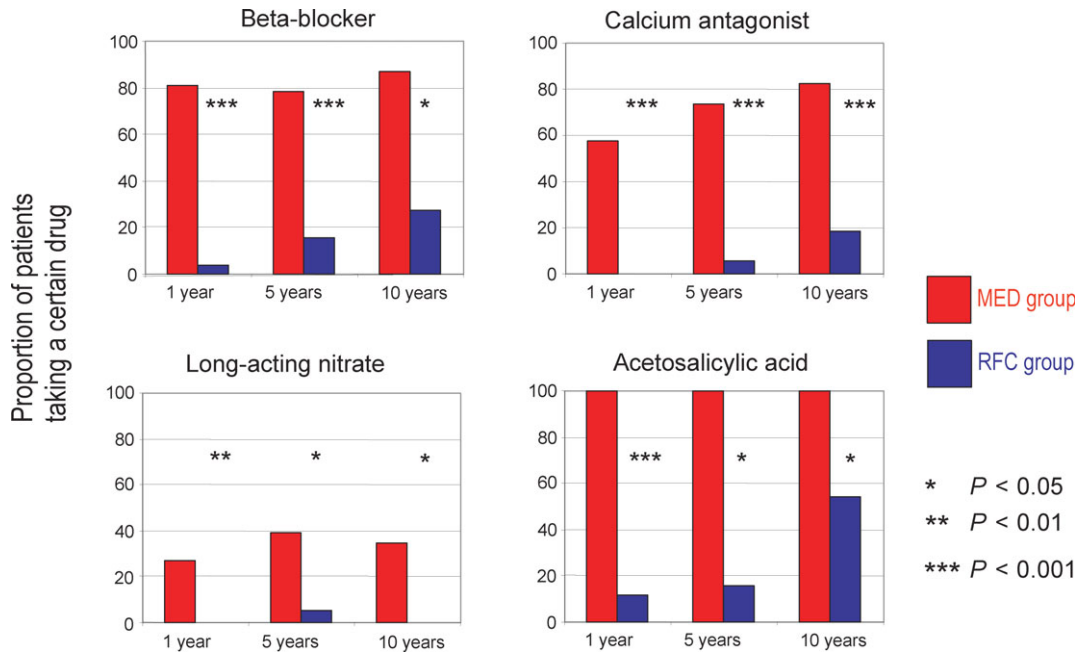 Proportion of patients
taking a certain drug
Beta-blocker
100
80
60
40
20
0
*** *** *
1 year 5 years 10 years
Calcium antagonist
100
80
60
40
20
0
*** *** ***
1 year 5 years 10 years
Long-acting nitrate
100
80
60
40
20
0
** * *
1 year 5 years 10 years
Acetosalicylic acid
100
80
60
40
20
0
*** * *
1 year 5 years 10 years
MED group
RFC group
* P < 0.05
** P < 0.01
*** P < 0.001